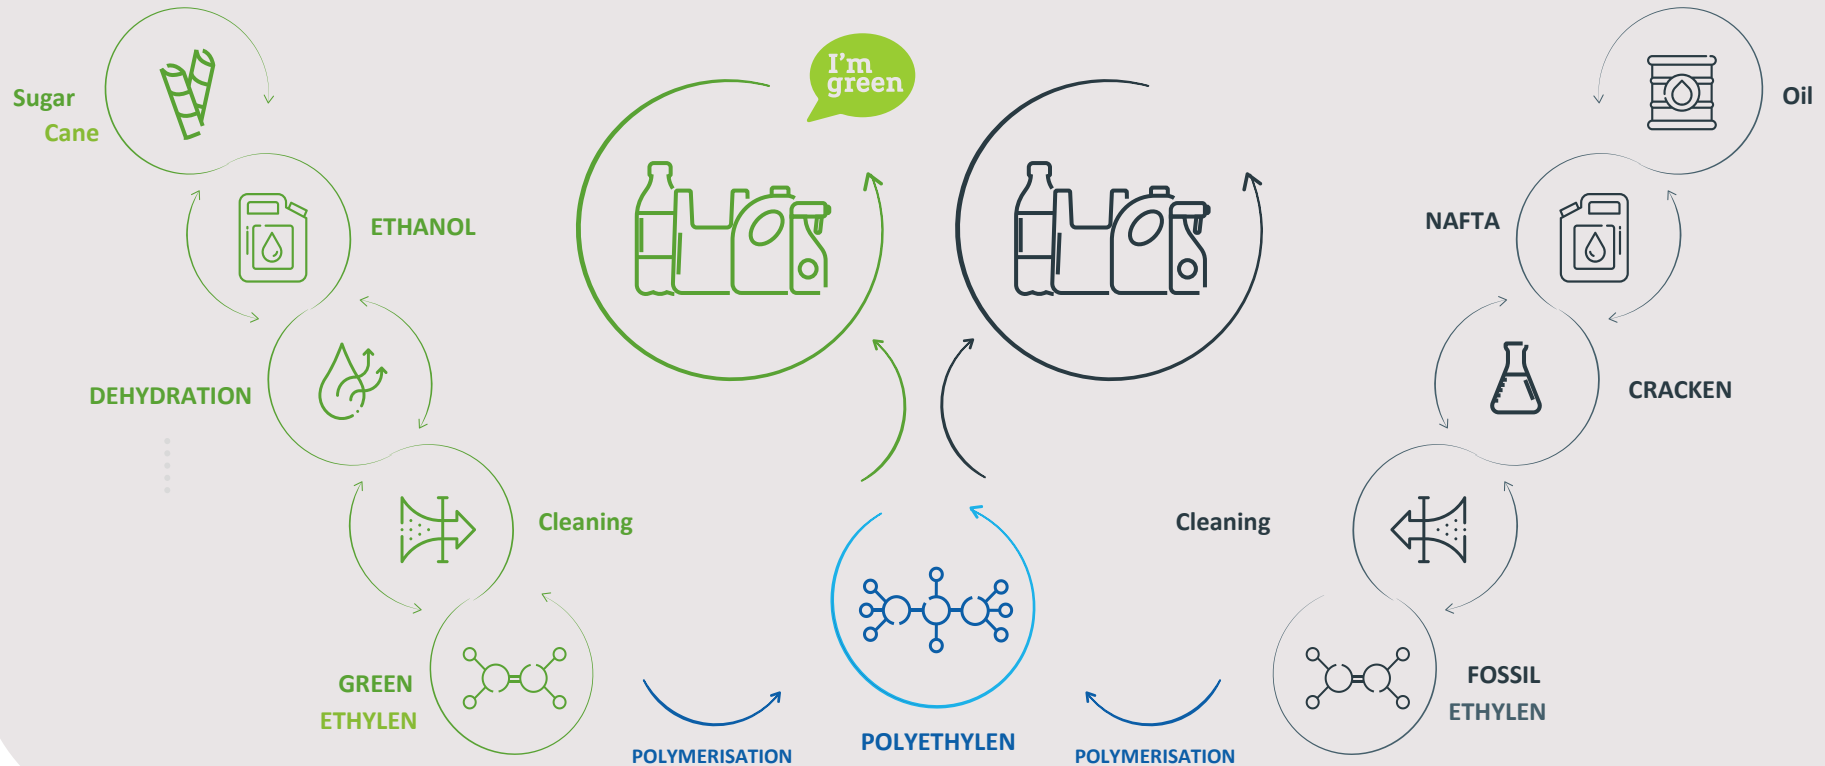 I'm
green
Sugar
Cane
Oil
ETHANOL
NAFTA
DEHYDRATION
CRACKEN
Cleaning
Cleaning
GREEN
ETHYLEN
FOSSIL
ETHYLEN
POLYMERISATION
POLYETHYLEN
POLYMERISATION